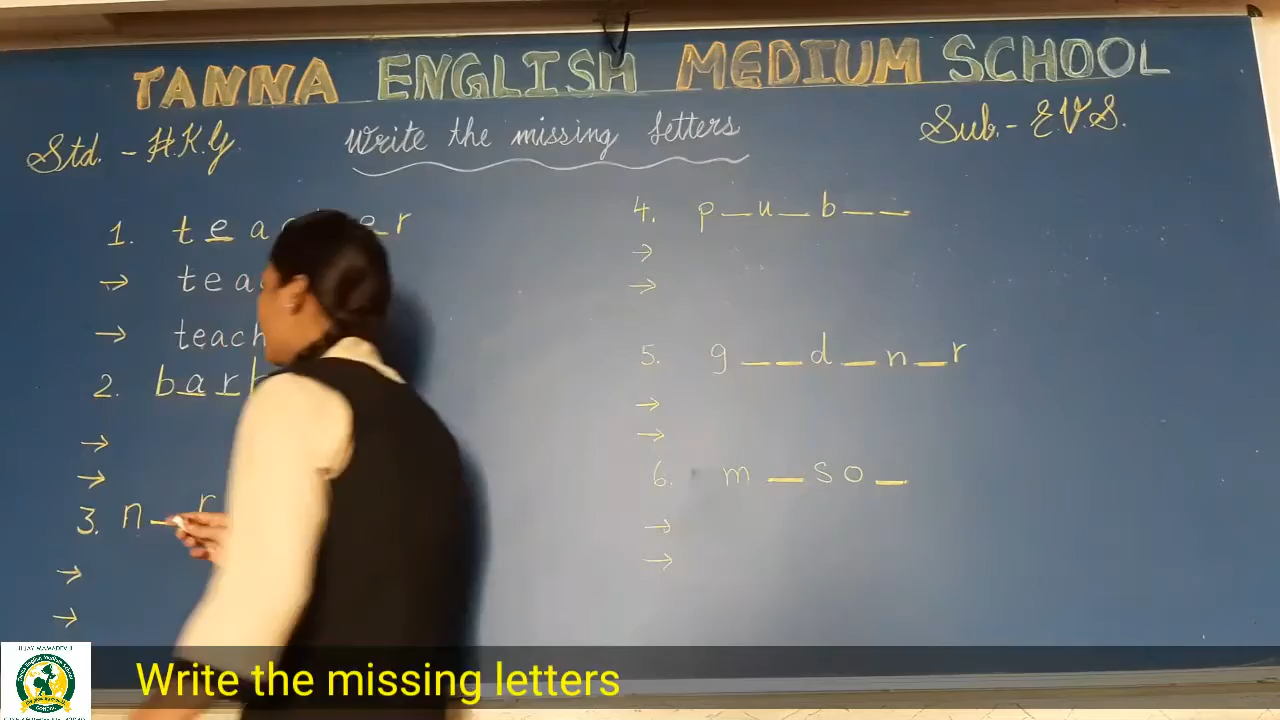 TANNA ENGLISH MEDIUM SCHOOL
Std. - H.K.G.
Write the missing letters
Sub. - E.V.S.
1. t e a e r
→ tea
→ teach
2. b a r b
→
→
3. n _ r
→
→
4. p _ u _ b _ _
→
→
5. g _ _ d _ n _ r
→
→
6. m _ s o _
→
→
Write the missing letters